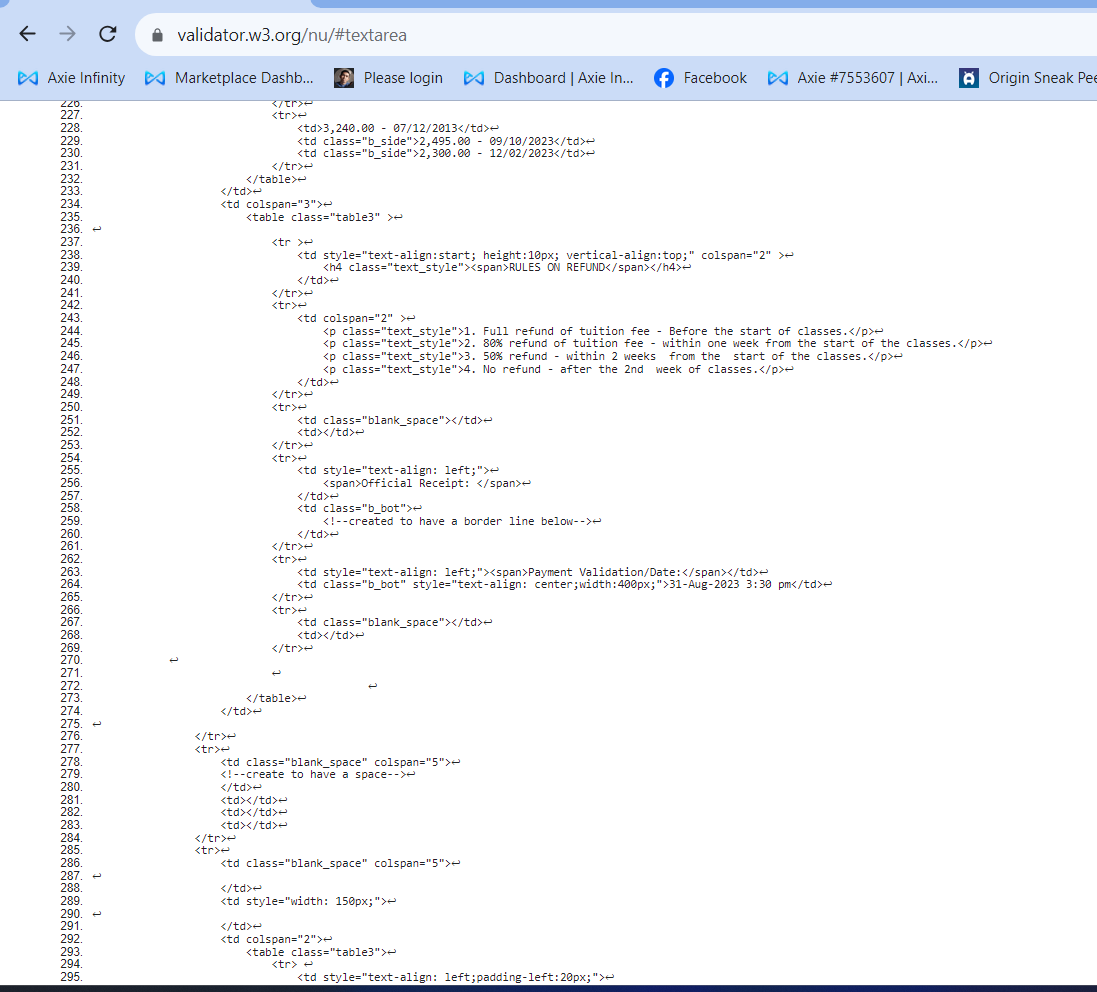 validator.w3.org/nu/#textarea
Axie Infinity Marketplace Dashb... Please login Dashboard | Axie In... Facebook Axie #7553607 | Axi... Origin Sneak Pee
226. </tr>↩
227. <tr>↩
228. <td>3,240.00 - 07/12/2013</td>↩
229. <td class="b_side">2,495.00 - 09/10/2023</td>↩
230. <td class="b_side">2,300.00 - 12/02/2023</td>↩
231. </tr>↩
232. </table>↩
233. </td>↩
234. <td colspan="3">↩
235. <table class="table3" >↩
236. ↩
237. <tr >↩
238. <td style="text-align:start; height:10px; vertical-align:top;" colspan="2" >↩
239. <h4 class="text_style"><span>RULES ON REFUND</span></h4>↩
240. </td>↩
241. </tr>↩
242. <tr>↩
243. <td colspan="2" >↩
244. <p class="text_style">1. Full refund of tuition fee - Before the start of classes.</p>↩
245. <p class="text_style">2. 80% refund of tuition fee - within one week from the start of the classes.</p>↩
246. <p class="text_style">3. 50% refund - within 2 weeks  from the  start of the classes.</p>↩
247. <p class="text_style">4. No refund - after the 2nd  week of classes.</p>↩
248. </td>↩
249. </tr>↩
250. <tr>↩
251. <td class="blank_space"></td>↩
252. <td></td>↩
253. </tr>↩
254. <tr>↩
255. <td style="text-align: left;">↩
256. <span>Official Receipt: </span>↩
257. </td>↩
258. <td class="b_bot">↩
259. <!--created to have a border line below-->↩
260. </td>↩
261. </tr>↩
262. <tr>↩
263. <td style="text-align: left;"><span>Payment Validation/Date:</span></td>↩
264. <td class="b_bot" style="text-align: center;width:400px;">31-Aug-2023 3:30 pm</td>↩
265. </tr>↩
266. <tr>↩
267. <td class="blank_space"></td>↩
268. <td></td>↩
269. </tr>↩
270. ↩
271. ↩
272. ↩
273. </table>↩
274. </td>↩
275. ↩
276. </tr>↩
277. <tr>↩
278. <td class="blank_space" colspan="5">↩
279. <!--create to have a space-->↩
280. </td>↩
281. <td></td>↩
282. <td></td>↩
283. <td></td>↩
284. </tr>↩
285. <tr>↩
286. <td class="blank_space" colspan="5">↩
287. ↩
288. </td>↩
289. <td style="width: 150px;">↩
290. ↩
291. </td>↩
292. <td colspan="2">↩
293. <table class="table3">↩
294. <tr> ↩
295. <td style="text-align: left;padding-left:20px;">↩